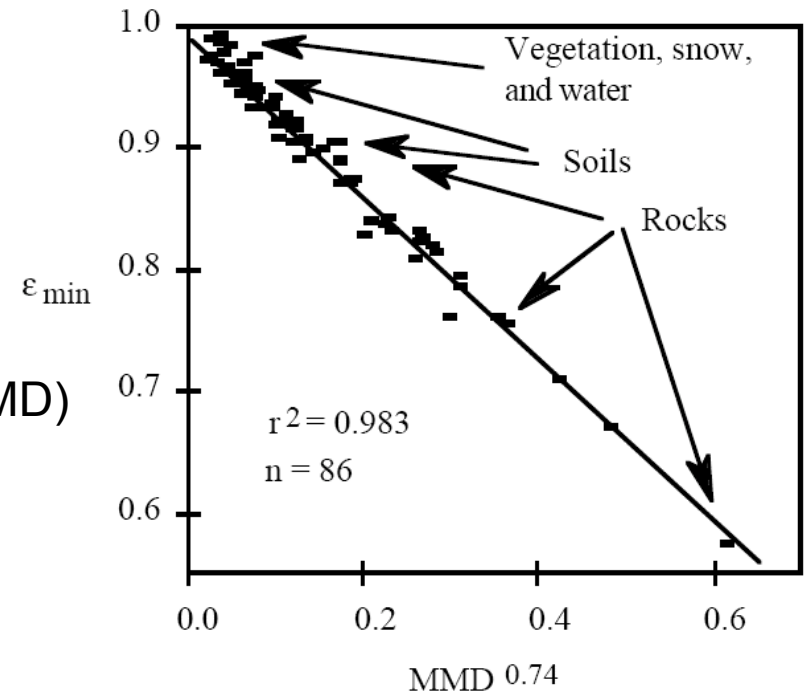 1.0
Vegetation, snow,
and water
0.9
Soils
Rocks
0.8
ε min
0.7
MD)
r 2 = 0.983
n = 86
0.6
0.0 0.2 0.4 0.6
MMD 0.74